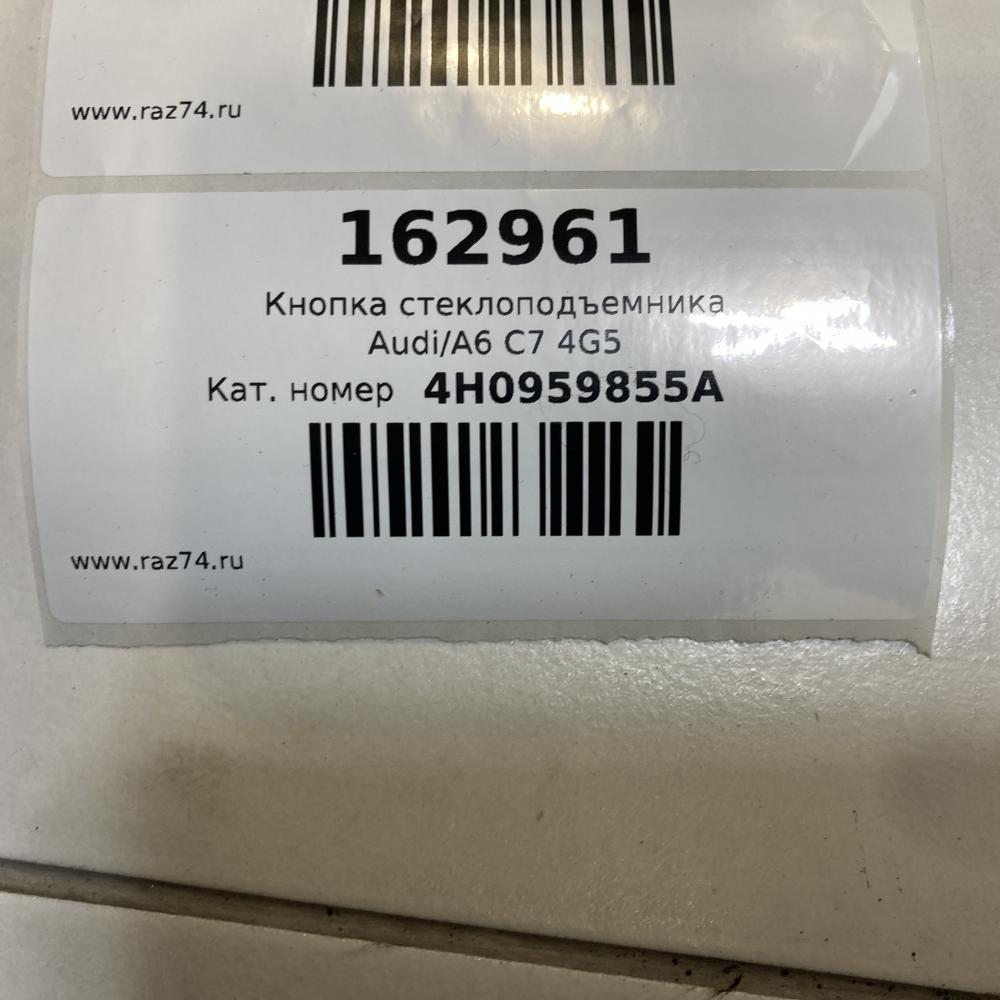 www.raz74.ru
162961
Кнопка стеклоподъемника
Audi/A6 C7 4G5
Кат. номер 4H0959855A
www.raz74.ru